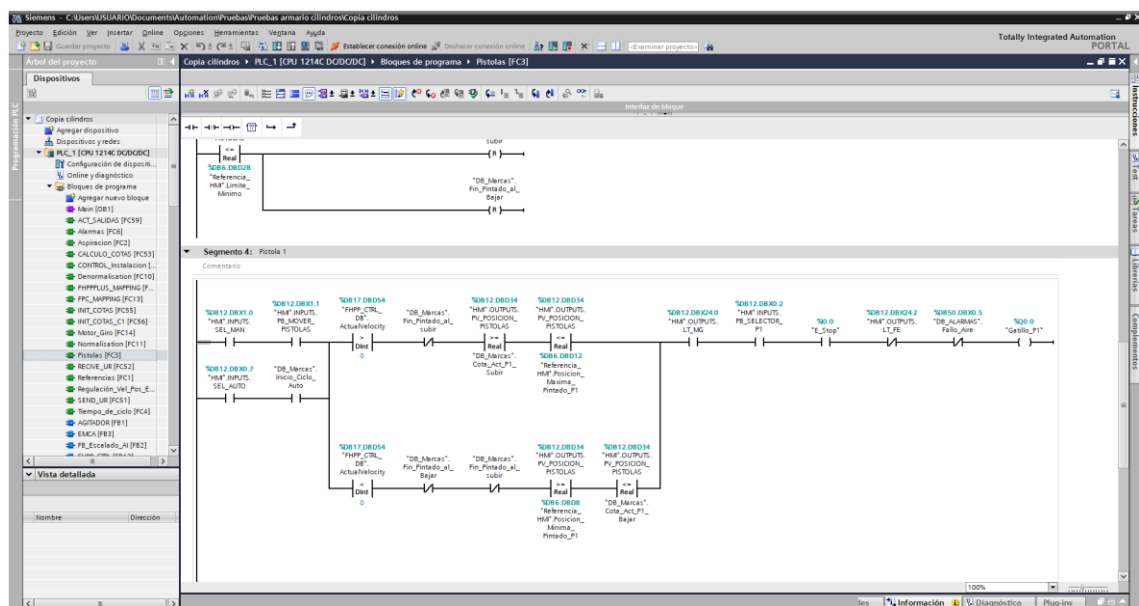 Siemens - C:\Users\USUARIO\Documents\Automation\Pruebas\Pruebas armario cilindros\Copia cilindros
Proyecto Edición Ver Insertar Online Opciones Herramientas Ventana Ayuda
Totally Integrated Automation
PORTAL
Guardar proyecto
Establecer conexión online
Deshacer conexión online
<Examinar proyecto>
Árbol del proyecto
Copia cilindros ▸ PLC_1 [CPU 1214C DC/DC/DC] ▸ Bloques de programa ▸ Pistolas [FC3]
Dispositivos
Interfaz de bloque
Programación PLC
Copia cilindros
Agregar dispositivo
Dispositivos y redes
PLC_1 [CPU 1214C DC/DC/DC]
Configuración de dispositi...
Online y diagnóstico
Bloques de programa
Agregar nuevo bloque
Main [OB1]
ACT_SALIDAS [FC59]
Alarmas [FC6]
Aspiracion [FC2]
CALCULO_COTAS [FC53]
CONTROL_Instalacion [...
Denormalisation [FC10]
FHPPPLUS_MAPPING [F...
FPC_MAPPING [FC13]
INIT_COTAS [FC55]
INIT_COTAS_C1 [FC56]
Motor_Giro [FC14]
Normalisation [FC11]
Pistolas [FC3]
RECIVE_UR [FC52]
Referencias [FC1]
Regulación_Vel_Pos_E...
SEND_UR [FC51]
Tiempo_de_ciclo [FC4]
AGITADOR [FB1]
EMCA [FB3]
FB_Escalado_AI [FB2]
Vista detallada
Nombre Dirección
<=
Real
%DB6.DBD28
"Referencia_
HMI".Limite_
Minimo
subir
( R )
"DB_Marcas".
Fin_Pintado_al_
Bajar
( R )
Segmento 4: Pistola 1
Comentario
%DB12.DBX1.0
"HMI".INPUTS.
SEL_MAN
%DB12.DBX1.1
"HMI".INPUTS.
PB_MOVER_
PISTOLAS
%DB17.DBD54
"FHPP_CTRL_
DB".
ActualVelocity
>
Dint
0
"DB_Marcas".
Fin_Pintado_al_
subir
%DB12.DBD34
"HMI".OUTPUTS.
PV_POSICION_
PISTOLAS
>=
Real
"DB_Marcas".
Cota_Act_P1_
Subir
%DB12.DBD34
"HMI".OUTPUTS.
PV_POSICION_
PISTOLAS
<=
Real
%DB6.DBD12
"Referencia_
HMI".Posicion_
Maxima_
Pintado_P1
%DB12.DBX24.0
"HMI".OUTPUTS.
LT_MG
%DB12.DBX0.2
"HMI".INPUTS.
PB_SELECTOR_
P1
%I0.0
"E_Stop"
%DB12.DBX24.2
"HMI".OUTPUTS.
LT_FE
%DB50.DBX0.5
"DB_ALARMAS".
Fallo_Aire
%Q0.0
"Gatillo_P1"
%DB12.DBX0.7
"HMI".INPUTS.
SEL_AUTO
"DB_Marcas".
Inicio_Ciclo_
Auto
%DB17.DBD54
"FHPP_CTRL_
DB".
ActualVelocity
<
Dint
0
"DB_Marcas".
Fin_Pintado_al_
Bajar
"DB_Marcas".
Fin_Pintado_al_
subir
%DB12.DBD34
"HMI".OUTPUTS.
PV_POSICION_
PISTOLAS
>=
Real
%DB6.DBD8
"Referencia_
HMI".Posicion_
Minima_
Pintado_P1
%DB12.DBD34
"HMI".OUTPUTS.
PV_POSICION_
PISTOLAS
<=
Real
"DB_Marcas".
Cota_Act_P1_
Bajar
100%
Información
Diagnóstico
Plug-ins
Instrucciones
Test
Tareas
Librerías
Complementos